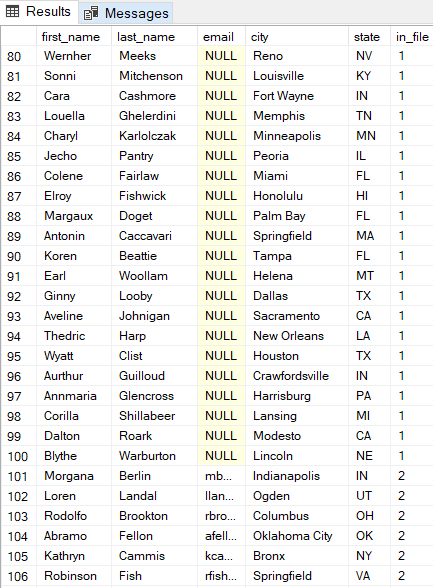 Results Messages
first_name last_name email city state in_file
80 Wernher Meeks NULL Reno NV 1
81 Sonni Mitchenson NULL Louisville KY 1
82 Cara Cashmore NULL Fort Wayne IN 1
83 Louella Ghelerdini NULL Memphis TN 1
84 Charyl Karlolczak NULL Minneapolis MN 1
85 Jecho Pantry NULL Peoria IL 1
86 Colene Fairlaw NULL Miami FL 1
87 Elroy Fishwick NULL Honolulu HI 1
88 Margaux Doget NULL Palm Bay FL 1
89 Antonin Caccavari NULL Springfield MA 1
90 Koren Beattie NULL Tampa FL 1
91 Earl Woollam NULL Helena MT 1
92 Ginny Looby NULL Dallas TX 1
93 Aveline Johnigan NULL Sacramento CA 1
94 Thedric Harp NULL New Orleans LA 1
95 Wyatt Clist NULL Houston TX 1
96 Aurthur Guilloud NULL Crawfordsville IN 1
97 Annmaria Glencross NULL Harrisburg PA 1
98 Corilla Shillabeer NULL Lansing MI 1
99 Dalton Roark NULL Modesto CA 1
100 Blythe Warburton NULL Lincoln NE 1
101 Morgana Berlin mb... Indianapolis IN 2
102 Loren Landal llan... Ogden UT 2
103 Rodolfo Brookton rbro... Columbus OH 2
104 Abramo Fellon afell... Oklahoma City OK 2
105 Kathryn Cammis kca... Bronx NY 2
106 Robinson Fish rfish... Springfield VA 2